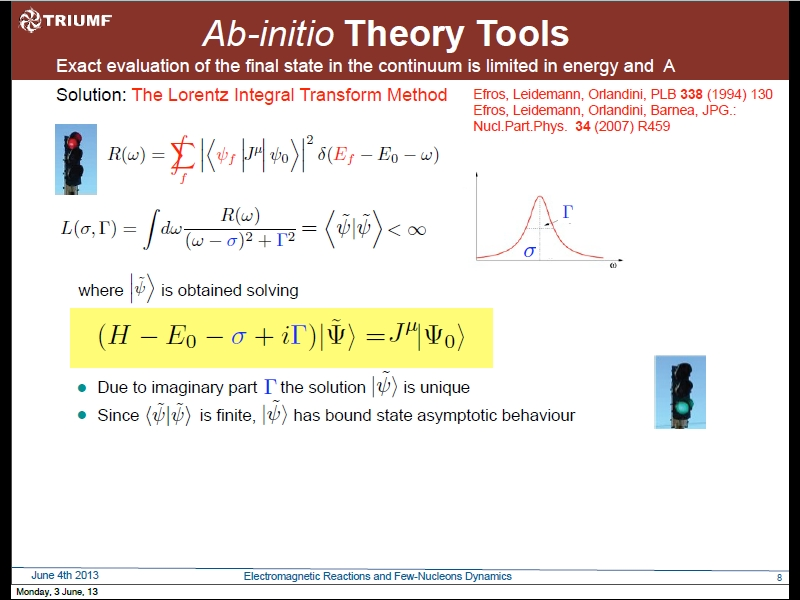 TRIUMF
Ab-initio Theory Tools
Exact evaluation of the final state in the continuum is limited in energy and A
Solution: The Lorentz Integral Transform Method
Efros, Leidemann, Orlandini, PLB 338 (1994) 130
Efros, Leidemann, Orlandini, Barnea, JPG.:
Nucl.Part.Phys. 34 (2007) R459
R(ω) = ⨋_f |⟨ψ_f |J^μ| ψ_0⟩|^2 δ(E_f − E_0 − ω)
L(σ, Γ) = ∫ dω R(ω) / ((ω − σ)^2 + Γ^2) = ⟨ψ̃|ψ̃⟩ < ∞
Γ
σ
ω
where |ψ̃⟩ is obtained solving
(H − E_0 − σ + iΓ)|Ψ̃⟩ = J^μ|Ψ_0⟩
• Due to imaginary part Γ the solution |ψ̃⟩ is unique
• Since ⟨ψ̃|ψ̃⟩ is finite, |ψ̃⟩ has bound state asymptotic behaviour
June 4th 2013
Electromagnetic Reactions and Few-Nucleons Dynamics
8
Monday, 3 June, 13